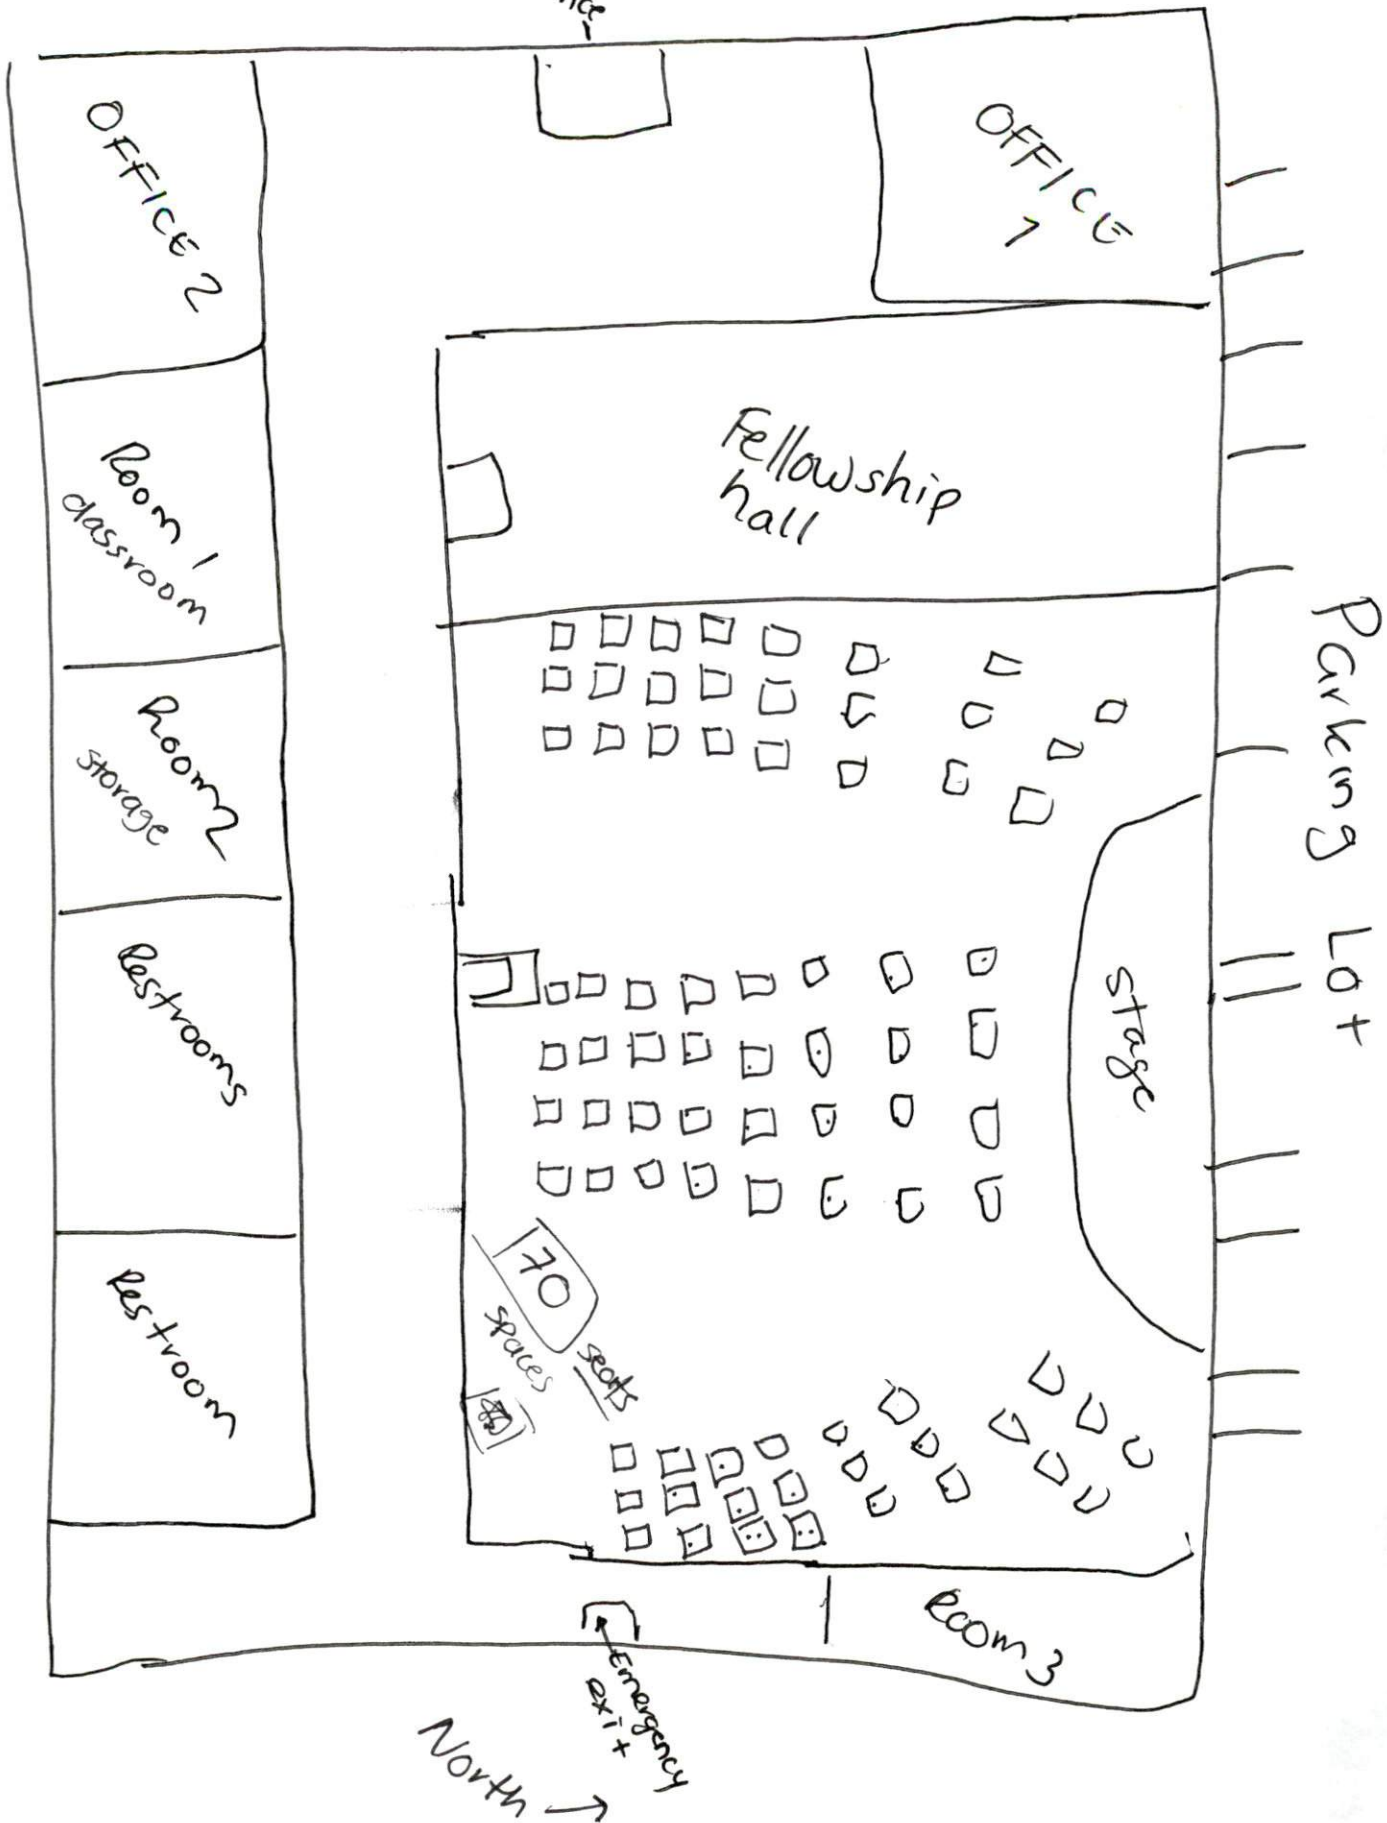 OFFICE 2
OFFICE
1
Room 1
classroom
Fellowship
hall
Room 2
storage
Parking Lot
Restrooms
Stage
70
spaces
seats
Restroom
Room 3
Emergency
exit
North →